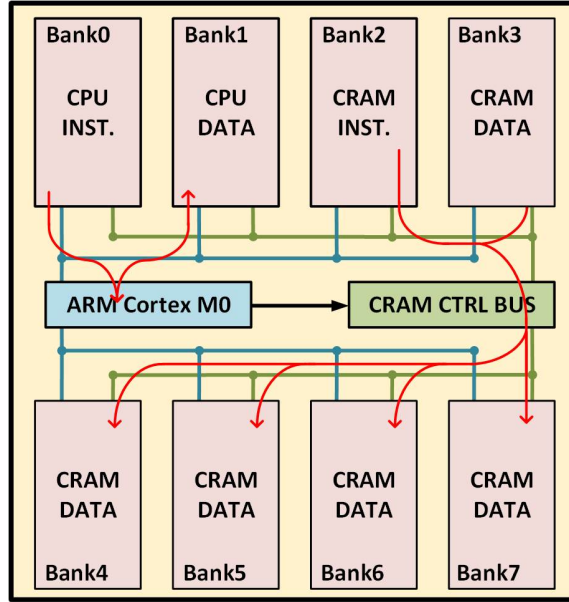 Bank0
CPU
INST.
Bank1
CPU
DATA
Bank2
CRAM
INST.
Bank3
CRAM
DATA
ARM Cortex M0
CRAM CTRL BUS
CRAM
DATA
Bank4
CRAM
DATA
Bank5
CRAM
DATA
Bank6
CRAM
DATA
Bank7